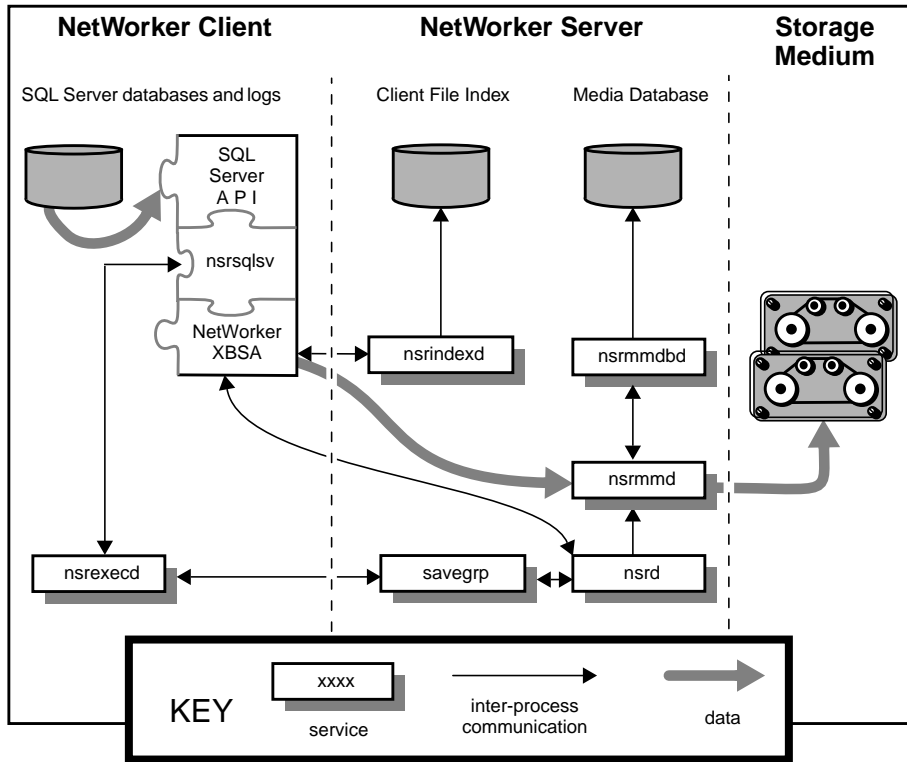 NetWorker Client
NetWorker Server
Storage
Medium
SQL Server databases and logs
Client File Index
Media Database
SQL
Server
A P I
nsrsqlsv
NetWorker
XBSA
nsrindexd
nsrmmdbd
nsrmmd
nsrexecd
savegrp
nsrd
KEY
xxxx
service
inter-process
communication
data